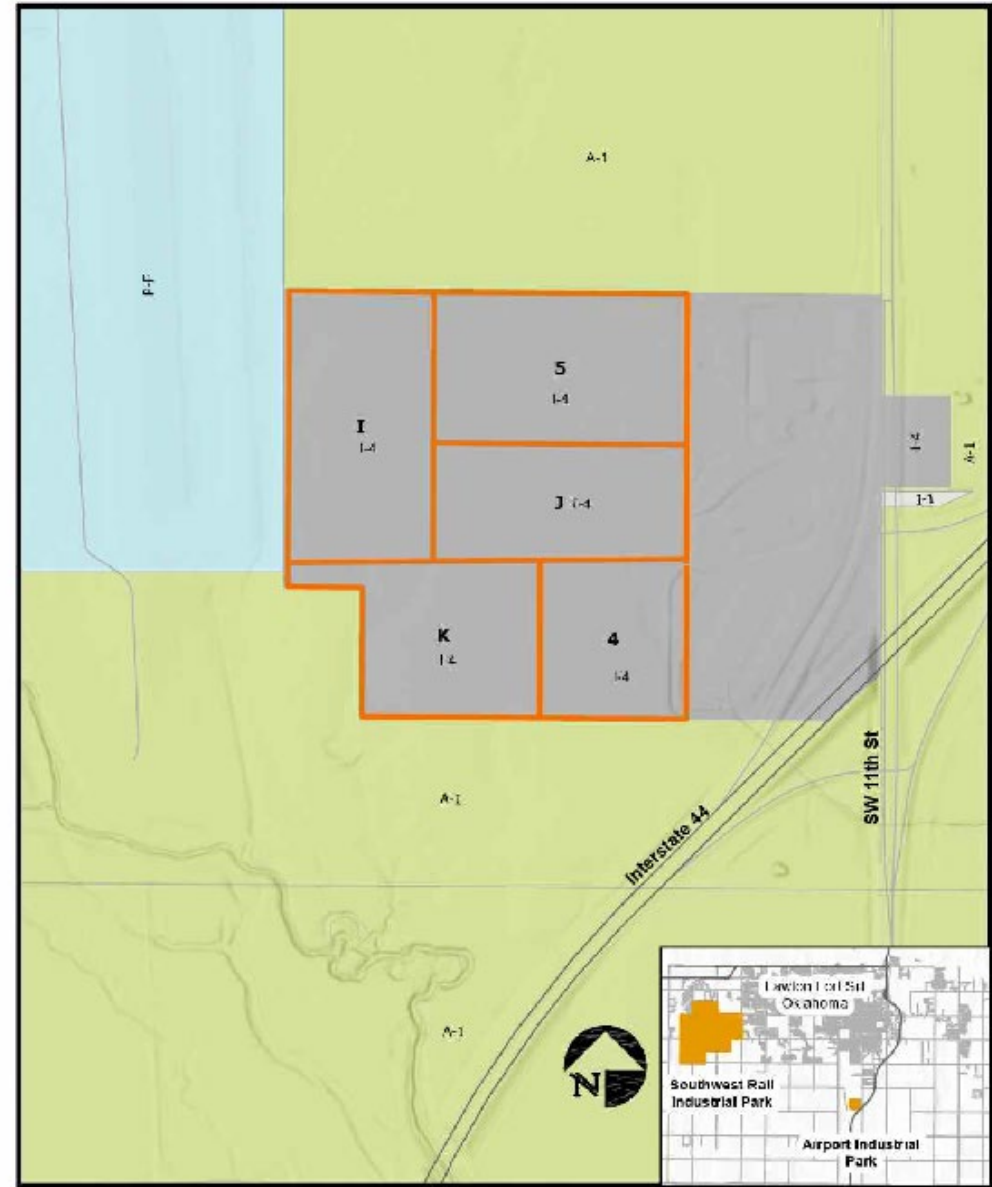 A-1
P-F
5
I-4
I
I-4
J I-4
I-4
A-1
I-1
K
I-4
4
I-4
A-1
SW 11th St
Interstate 44
A-1
N
Lawton Fort Sill
Oklahoma
Southwest Rail
Industrial Park
Airport Industrial
Park